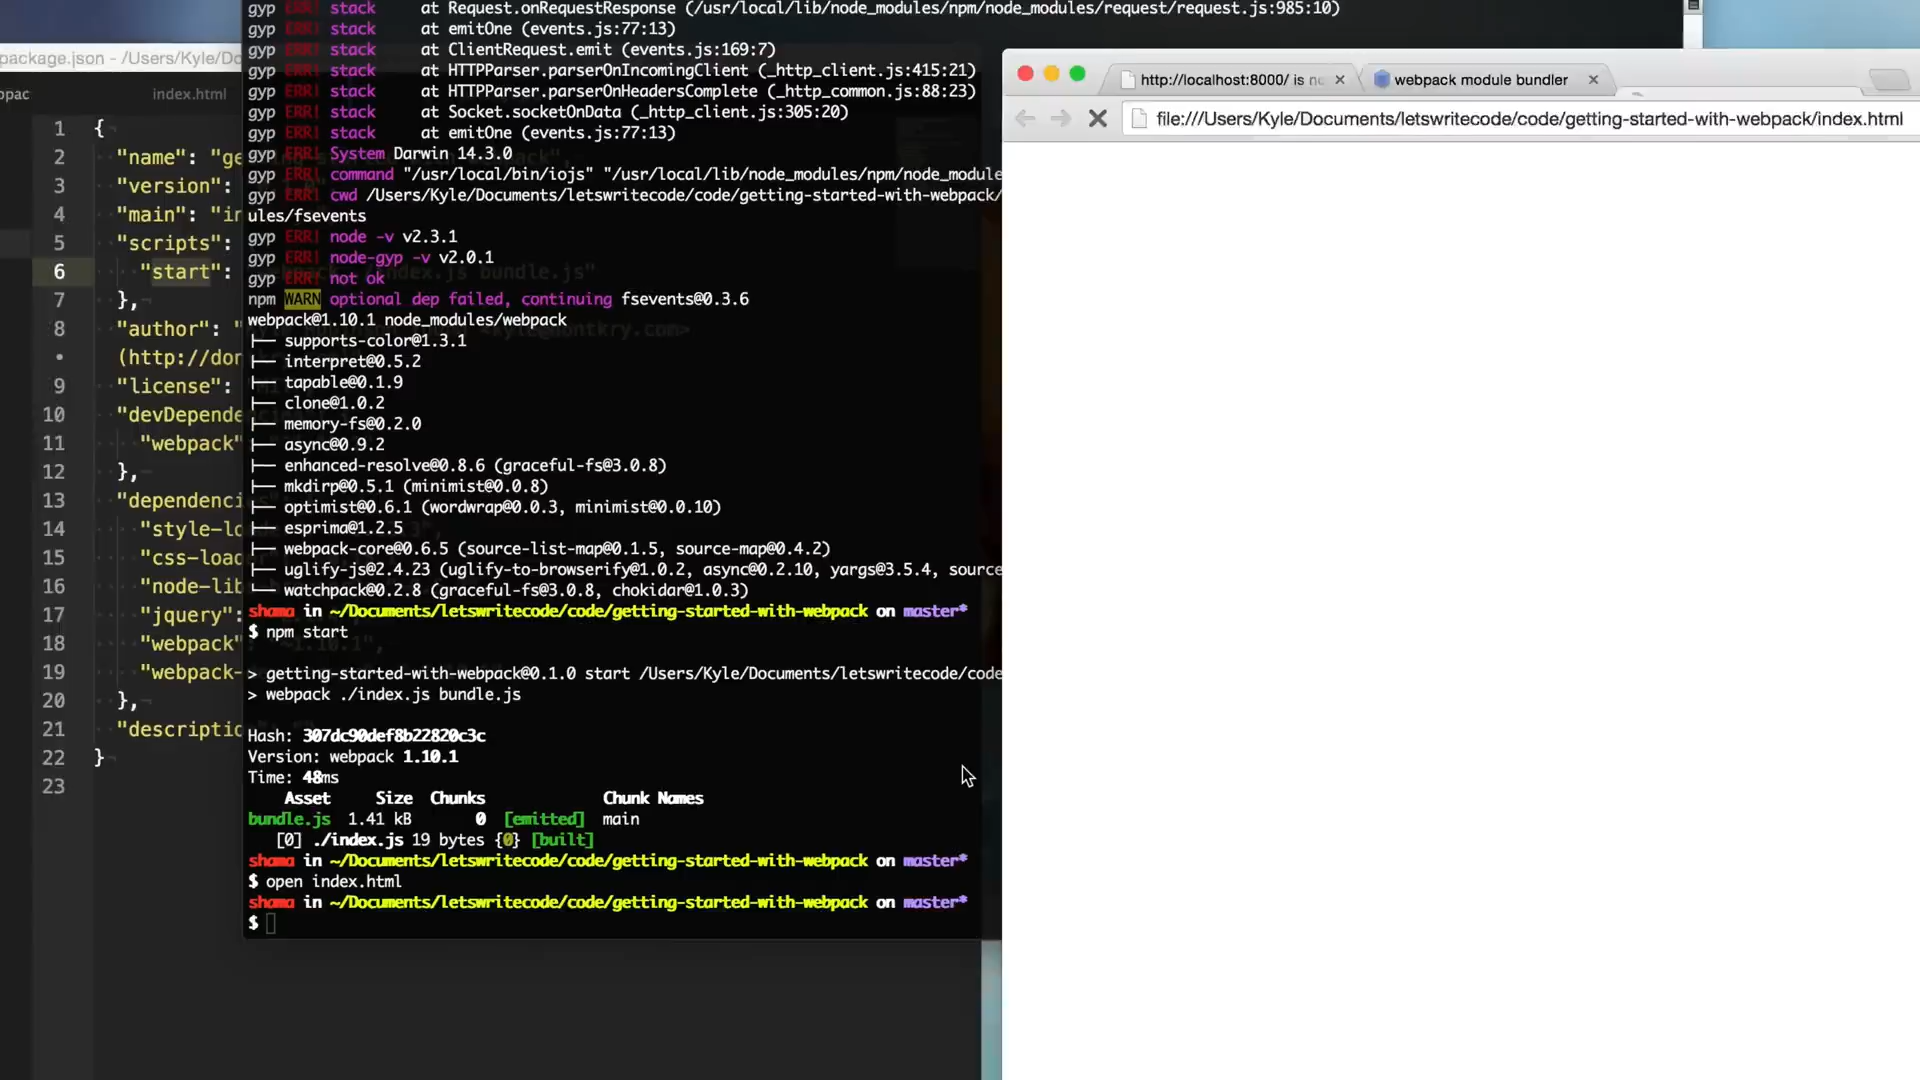 package.json - /Users/Kyle/Do
index.html
1 {
2 "name": "ge
3 "version":
4 "main": "in
5 "scripts":
6 "start": ./index.js bundle.js"
7 },
8 "author":
(http://don
9 "license":
10 "devDepende
11 "webpack"
12 },
13 "dependenci
14 "style-lo
15 "css-load
16 "node-lib
17 "jquery":
18 "webpack" 1.10.1",
19 "webpack-
20 },
21 "descriptio
22 }
23
gyp ERR! stack at Request.onRequestResponse (/usr/local/lib/node_modules/npm/node_modules/request/request.js:985:10)
gyp ERR! stack at emitOne (events.js:77:13)
gyp ERR! stack at ClientRequest.emit (events.js:169:7)
gyp ERR! stack at HTTPParser.parserOnIncomingClient (_http_client.js:415:21)
gyp ERR! stack at HTTPParser.parserOnHeadersComplete (_http_common.js:88:23)
gyp ERR! stack at Socket.socketOnData (_http_client.js:305:20)
gyp ERR! stack at emitOne (events.js:77:13)
gyp ERR! System Darwin 14.3.0
gyp ERR! command "/usr/local/bin/iojs" "/usr/local/lib/node_modules/npm/node_module
gyp ERR! cwd /Users/Kyle/Documents/letswritecode/code/getting-started-with-webpack/
ules/fsevents
gyp ERR! node -v v2.3.1
gyp ERR! node-gyp -v v2.0.1
gyp ERR! not ok
npm WARN optional dep failed, continuing fsevents@0.3.6
webpack@1.10.1 node_modules/webpack
├── supports-color@1.3.1
├── interpret@0.5.2
├── tapable@0.1.9
├── clone@1.0.2
├── memory-fs@0.2.0
├── async@0.9.2
├── enhanced-resolve@0.8.6 (graceful-fs@3.0.8)
├── mkdirp@0.5.1 (minimist@0.0.8)
├── optimist@0.6.1 (wordwrap@0.0.3, minimist@0.0.10)
├── esprima@1.2.5
├── webpack-core@0.6.5 (source-list-map@0.1.5, source-map@0.4.2)
├── uglify-js@2.4.23 (uglify-to-browserify@1.0.2, async@0.2.10, yargs@3.5.4, source
└── watchpack@0.2.8 (graceful-fs@3.0.8, chokidar@1.0.3)
shama in ~/Documents/letswritecode/code/getting-started-with-webpack on master*
$ npm start
> getting-started-with-webpack@0.1.0 start /Users/Kyle/Documents/letswritecode/code
> webpack ./index.js bundle.js
Hash: 307dc90def8b22820c3c
Version: webpack 1.10.1
Time: 48ms
Asset Size Chunks Chunk Names
bundle.js 1.41 kB 0 [emitted] main
[0] ./index.js 19 bytes {0} [built]
shama in ~/Documents/letswritecode/code/getting-started-with-webpack on master*
$ open index.html
shama in ~/Documents/letswritecode/code/getting-started-with-webpack on master*
$
http://localhost:8000/ is no
webpack module bundler
file:///Users/Kyle/Documents/letswritecode/code/getting-started-with-webpack/index.html